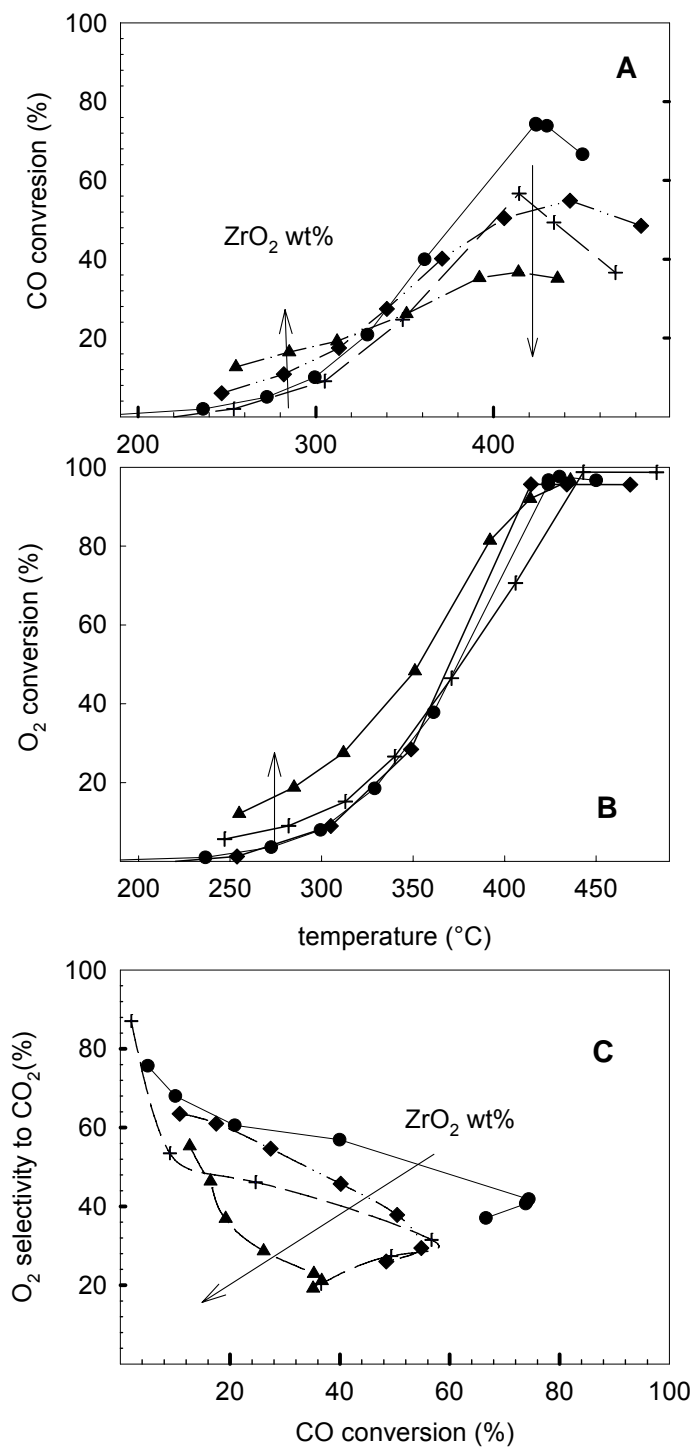 100
80
60
40
20
CO convresion (%)
A
ZrO2 wt%
200
300
400
100
80
60
40
20
O2 conversion (%)
B
200
250
300
350
400
450
temperature (°C)
100
80
60
40
20
O2 selectivity to CO2(%)
C
ZrO2 wt%
20
40
60
80
100
CO conversion (%)